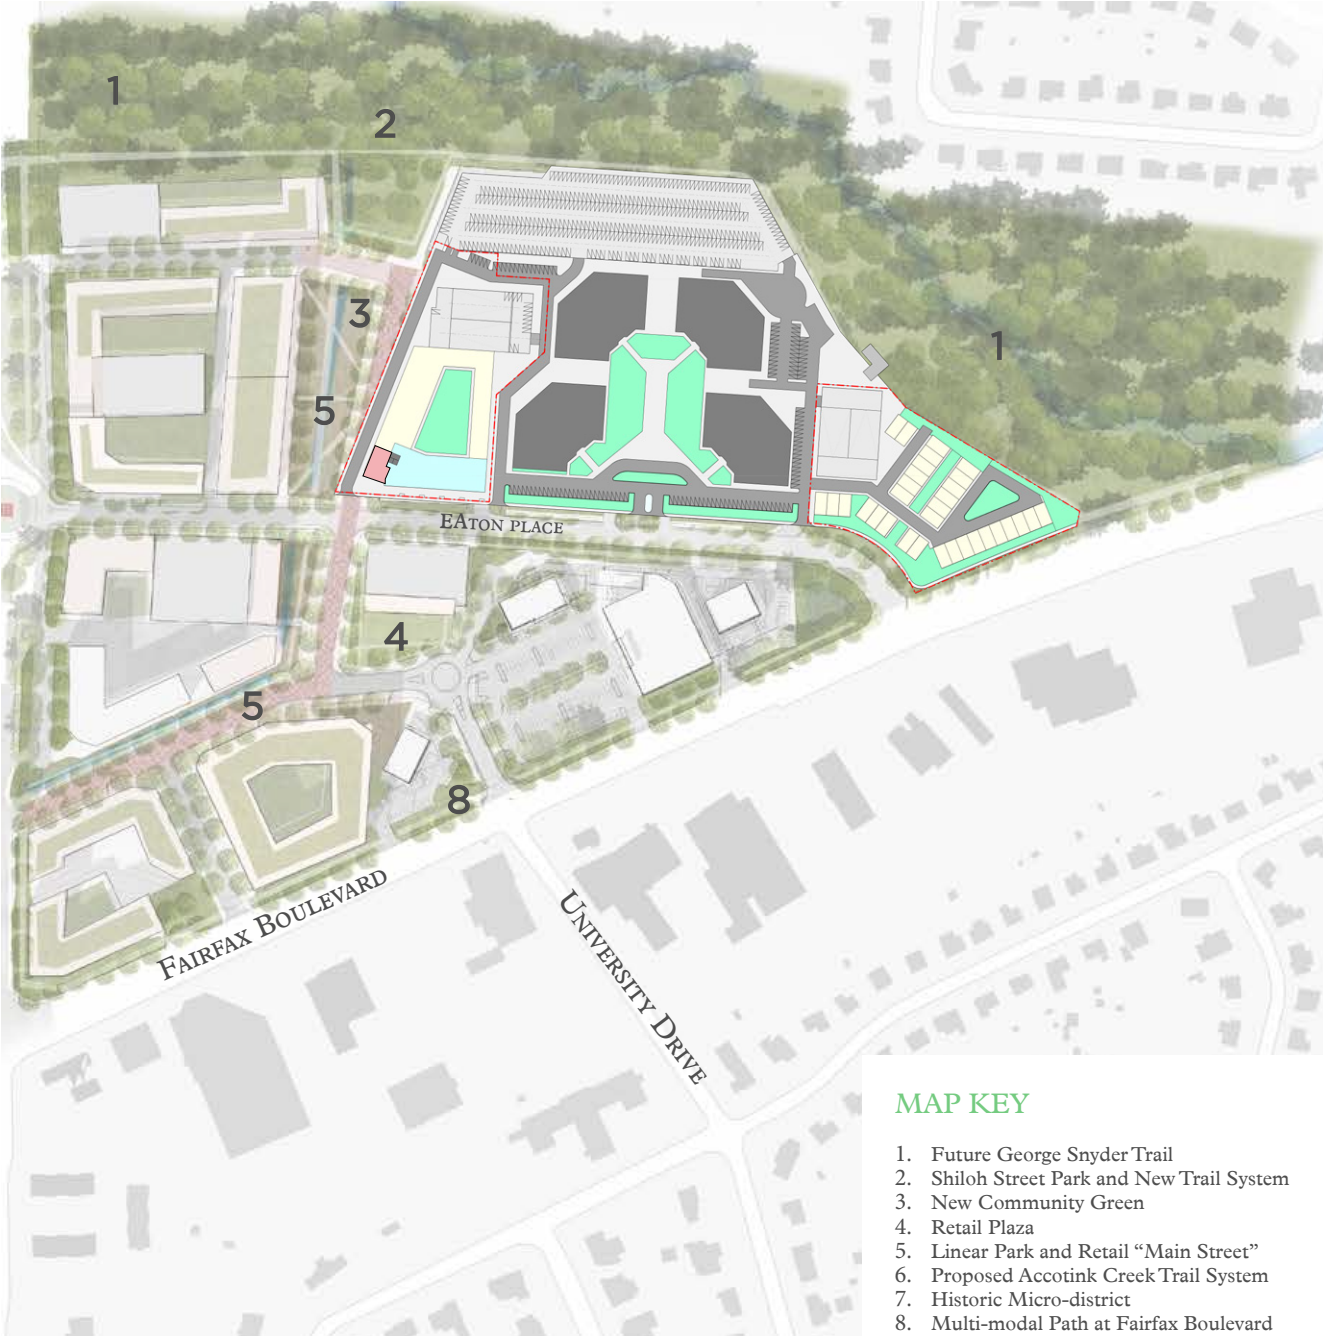 1
2
3
1
5
EATON PLACE
4
5
8
FAIRFAX BOULEVARD
UNIVERSITY DRIVE
MAP KEY
1. Future George Snyder Trail
2. Shiloh Street Park and New Trail System
3. New Community Green
4. Retail Plaza
5. Linear Park and Retail “Main Street”
6. Proposed Accotink Creek Trail System
7. Historic Micro-district
8. Multi-modal Path at Fairfax Boulevard